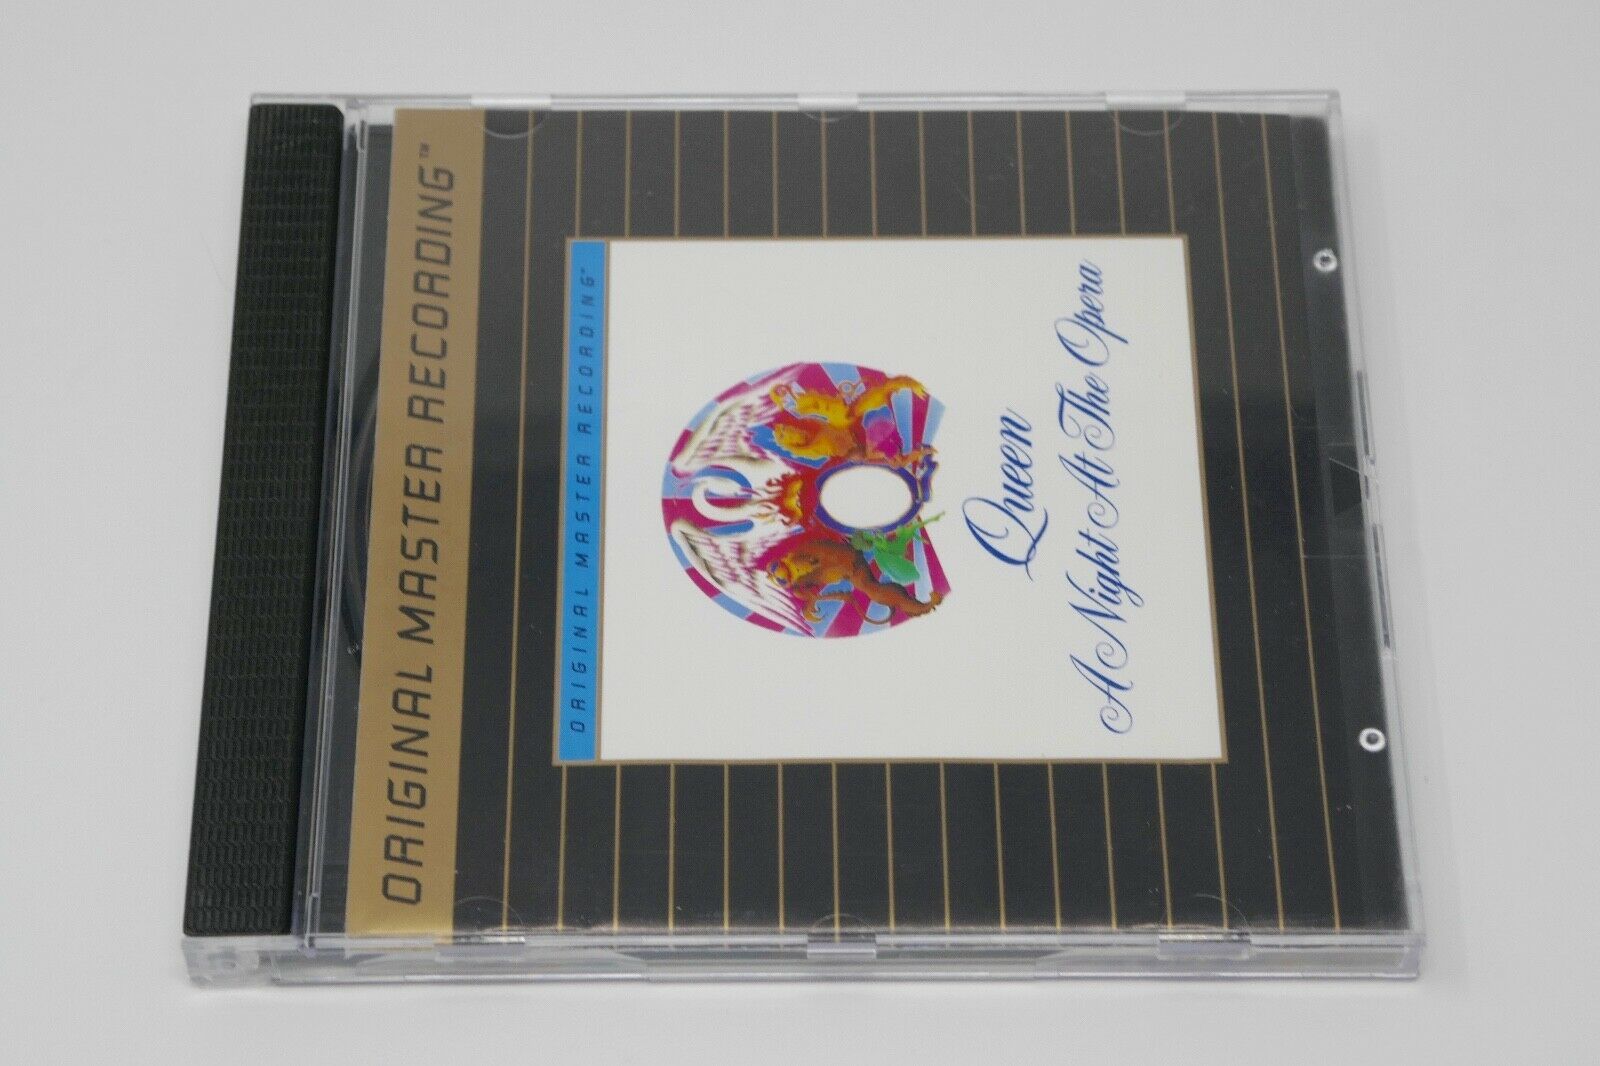 ORIGINAL MASTER RECORDING™
ORIGINAL MASTER RECORDING™
Queen
A Night At The Opera